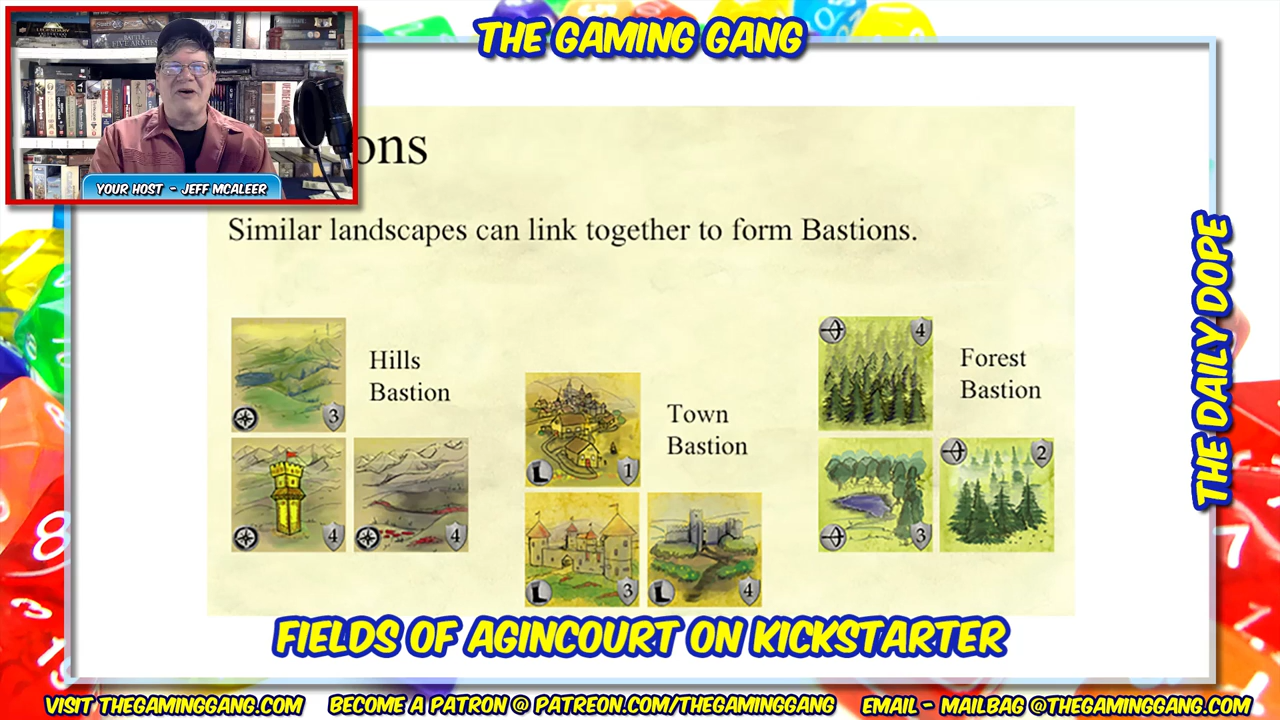 THE GAMING GANG
YOUR HOST - JEFF MCALEER
ons
Similar landscapes can link together to form Bastions.
3
Hills
Bastion
4
4
1
Town
Bastion
3
4
4
Forest
Bastion
3
2
THE DAILY DOPE
FIELDS OF AGINCOURT ON KICKSTARTER
VISIT THEGAMINGGANG.COM BECOME A PATRON @ PATREON.COM/THEGAMINGGANG EMAIL - MAILBAG @THEGAMINGGANG.COM